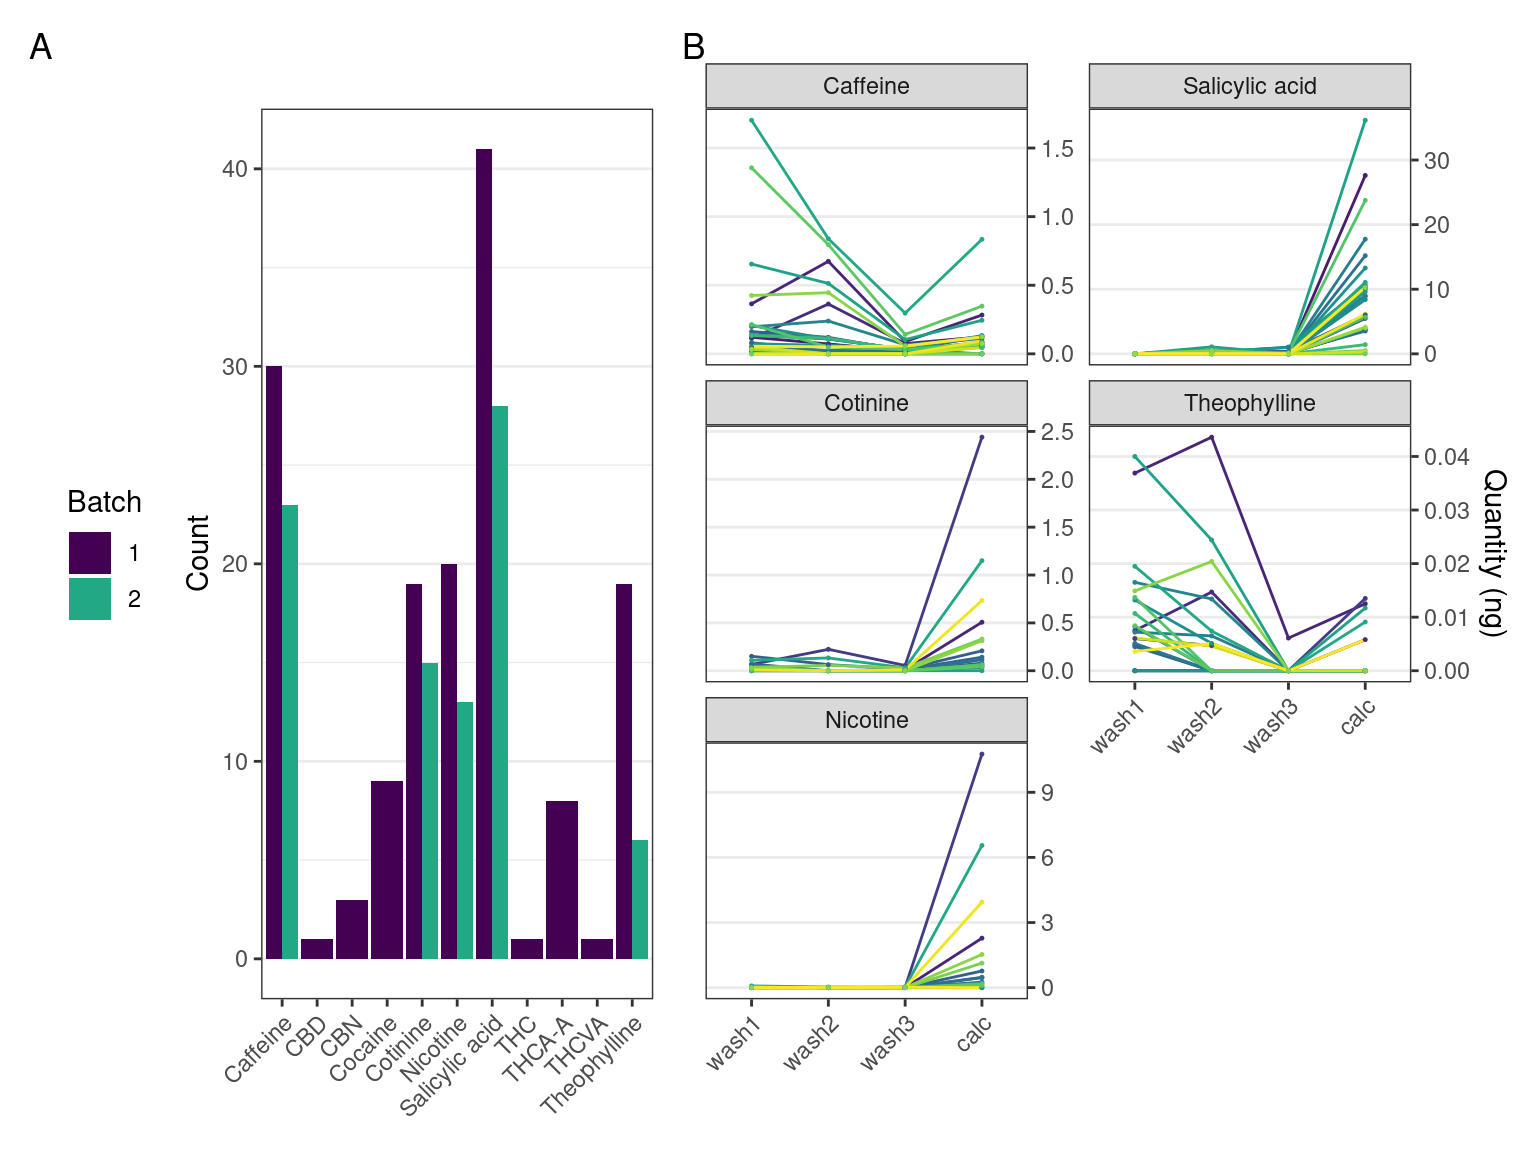 A
Batch
1
2
Count
40
30
20
10
0
Caffeine
CBD
CBN
Cocaine
Cotinine
Nicotine
Salicylic acid
THC
THCA-A
THCVA
Theophylline
B
Caffeine
1.5
1.0
0.5
0.0
Salicylic acid
30
20
10
0
Cotinine
2.5
2.0
1.5
1.0
0.5
0.0
Theophylline
0.04
0.03
0.02
0.01
0.00
wash1
wash2
wash3
calc
Nicotine
9
6
3
0
wash1
wash2
wash3
calc
Quantity (ng)